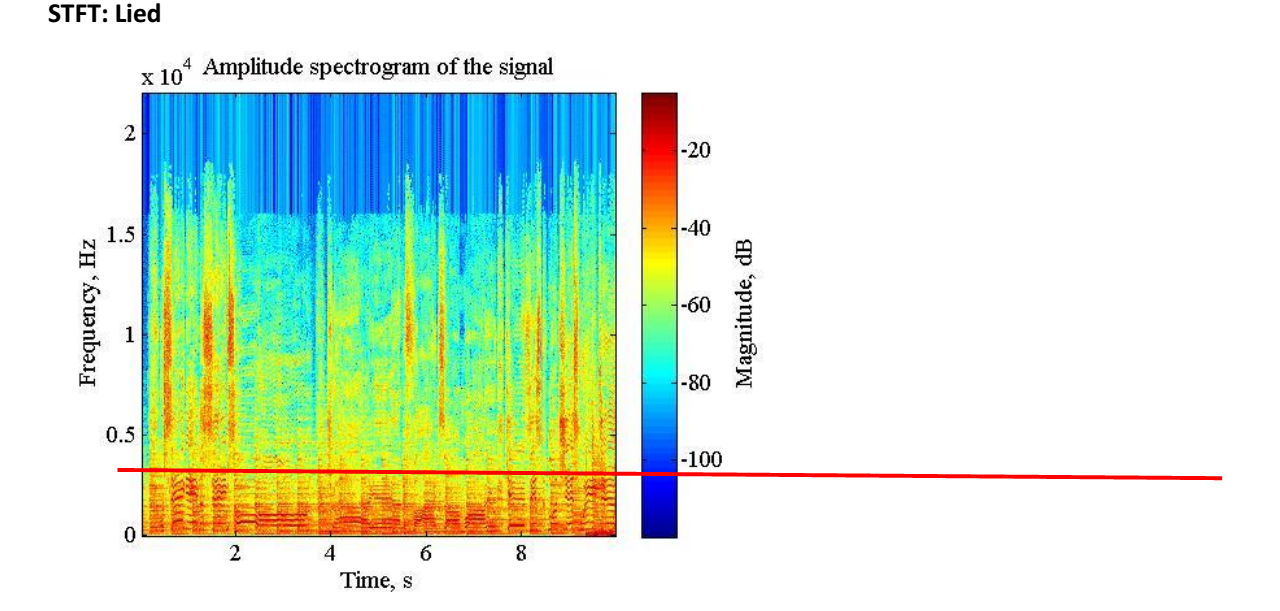 STFT: Lied
x 10^4 Amplitude spectrogram of the signal
2
1.5
1
0.5
0
Frequency, Hz
2 4 6 8
Time, s
-20
-40
-60
-80
-100
Magnitude, dB